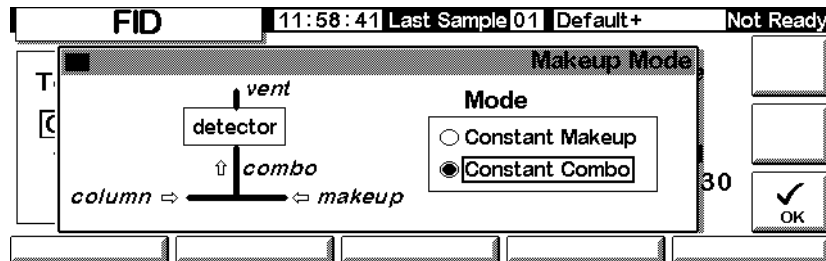 FID 11:58:41 Last Sample 01 Default+ Not Ready
Makeup Mode
vent
detector
combo
column ⇨ ⇦ makeup
Mode
Constant Makeup
Constant Combo
30
OK